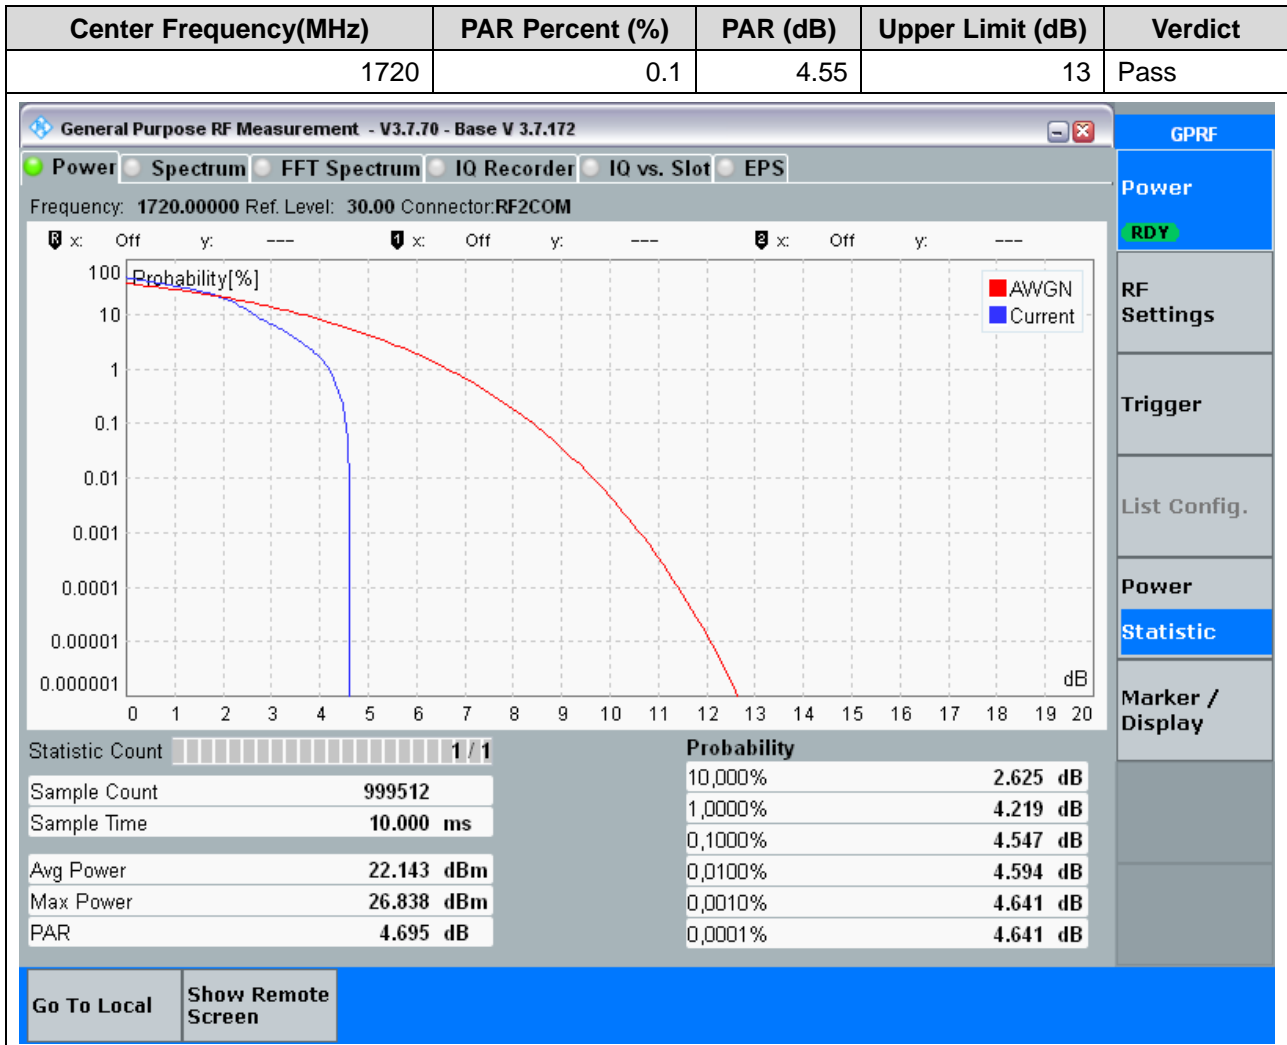 Center Frequency(MHz) PAR Percent (%) PAR (dB) Upper Limit (dB) Verdict
1720 0.1 4.55 13 Pass
General Purpose RF Measurement - V3.7.70 - Base V 3.7.172
GPRF
Power Spectrum FFT Spectrum IQ Recorder IQ vs. Slot EPS
Power
RDY
Frequency: 1720.00000 Ref. Level: 30.00 Connector:RF2COM
R x: Off y: --- 1 x: Off y: --- 2 x: Off y: ---
Probability[%]
AWGN
Current
100
10
1
0.1
0.01
0.001
0.0001
0.00001
0.000001
dB
0 1 2 3 4 5 6 7 8 9 10 11 12 13 14 15 16 17 18 19 20
RF
Settings
Trigger
List Config.
Power
Statistic
Marker /
Display
Statistic Count 1 / 1
Sample Count 999512
Sample Time 10.000 ms
Avg Power 22.143 dBm
Max Power 26.838 dBm
PAR 4.695 dB
Probability
10,000% 2.625 dB
1,0000% 4.219 dB
0,1000% 4.547 dB
0,0100% 4.594 dB
0,0010% 4.641 dB
0,0001% 4.641 dB
Go To Local
Show Remote
Screen